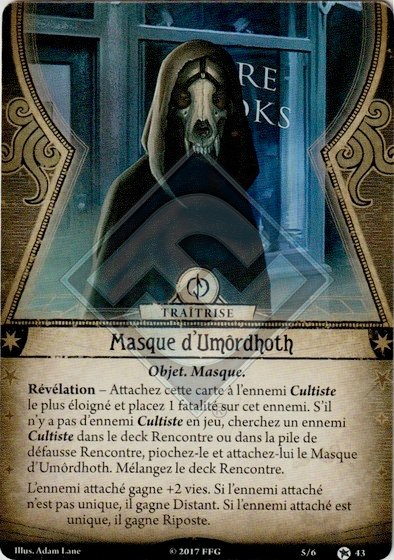 RE
OKS
TRAÎTRISE
Masque d'Umôrdhoth
Objet. Masque.
Révélation – Attachez cette carte à l'ennemi Cultiste
le plus éloigné et placez 1 fatalité sur cet ennemi. S'il
n'y a pas d'ennemi Cultiste en jeu, cherchez un ennemi
Cultiste dans le deck Rencontre ou dans la pile de
défausse Rencontre, piochez-le et attachez-lui le Masque
d'Umôrdhoth. Mélangez le deck Rencontre.
L'ennemi attaché gagne +2 vies. Si l'ennemi attaché
n'est pas unique, il gagne Distant. Si l'ennemi attaché est
unique, il gagne Riposte.
Illus. Adam Lane © 2017 FFG 5/6 43